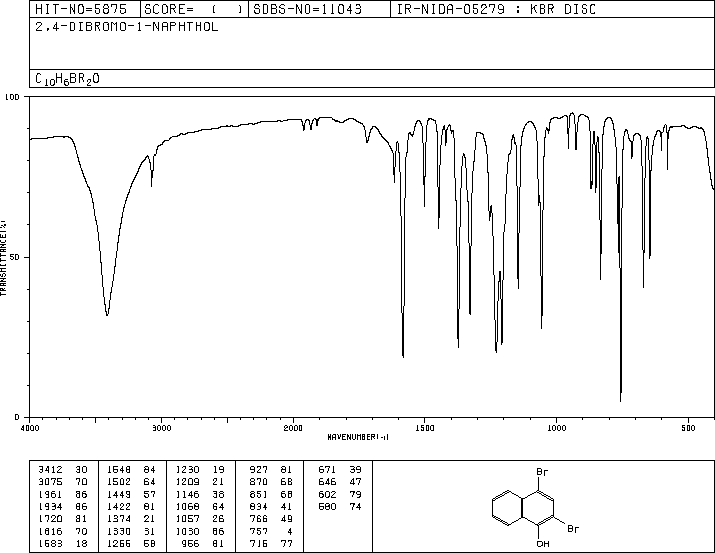 HIT-NO=5875 SCORE= ( ) SDBS-NO=11043 IR-NIDA-05279 : KBR DISC
2,4-DIBROMO-1-NAPHTHOL
C10H6BR2O
100
50
0
TRANSMITTANCE(%)
4000 3000 2000 1500 1000 500
WAVENUMBER(-1)
3412 30 1548 84 1230 19 927 81 671 39
3075 70 1502 64 1209 21 870 68 646 47
1961 86 1449 57 1146 38 851 68 602 79
1934 86 1422 81 1068 64 834 41 580 74
1720 81 1374 21 1057 26 766 49
1616 70 1330 31 1030 86 757 4
1583 18 1255 58 956 81 716 77
Br
Br
OH